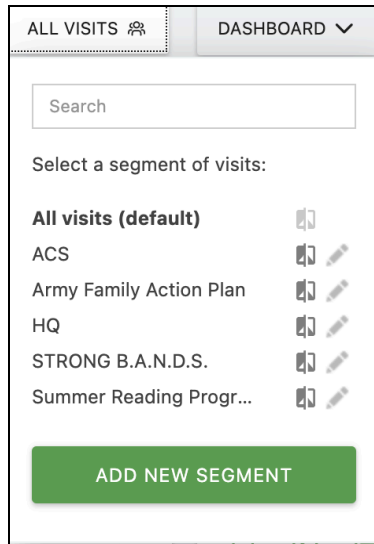 ALL VISITS
DASHBOARD
Search
Select a segment of visits:
All visits (default)
ACS
Army Family Action Plan
HQ
STRONG B.A.N.D.S.
Summer Reading Progr...
ADD NEW SEGMENT